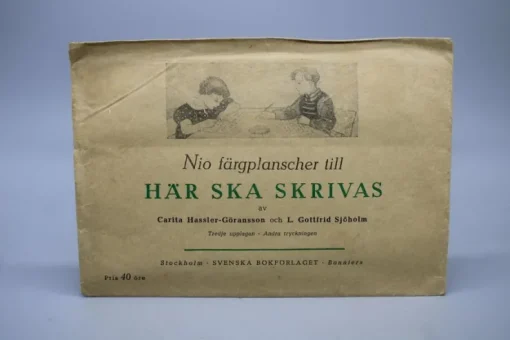 Nio färgplanscher till
HÄR SKA SKRIVAS
av
Carita Hassler-Göransson och L. Gottfrid Sjöholm
Tredje upplagan - Andra tryckningen
Stockholm - SVENSKA BOKFÖRLAGET - Bonniers
Pris 40 öre